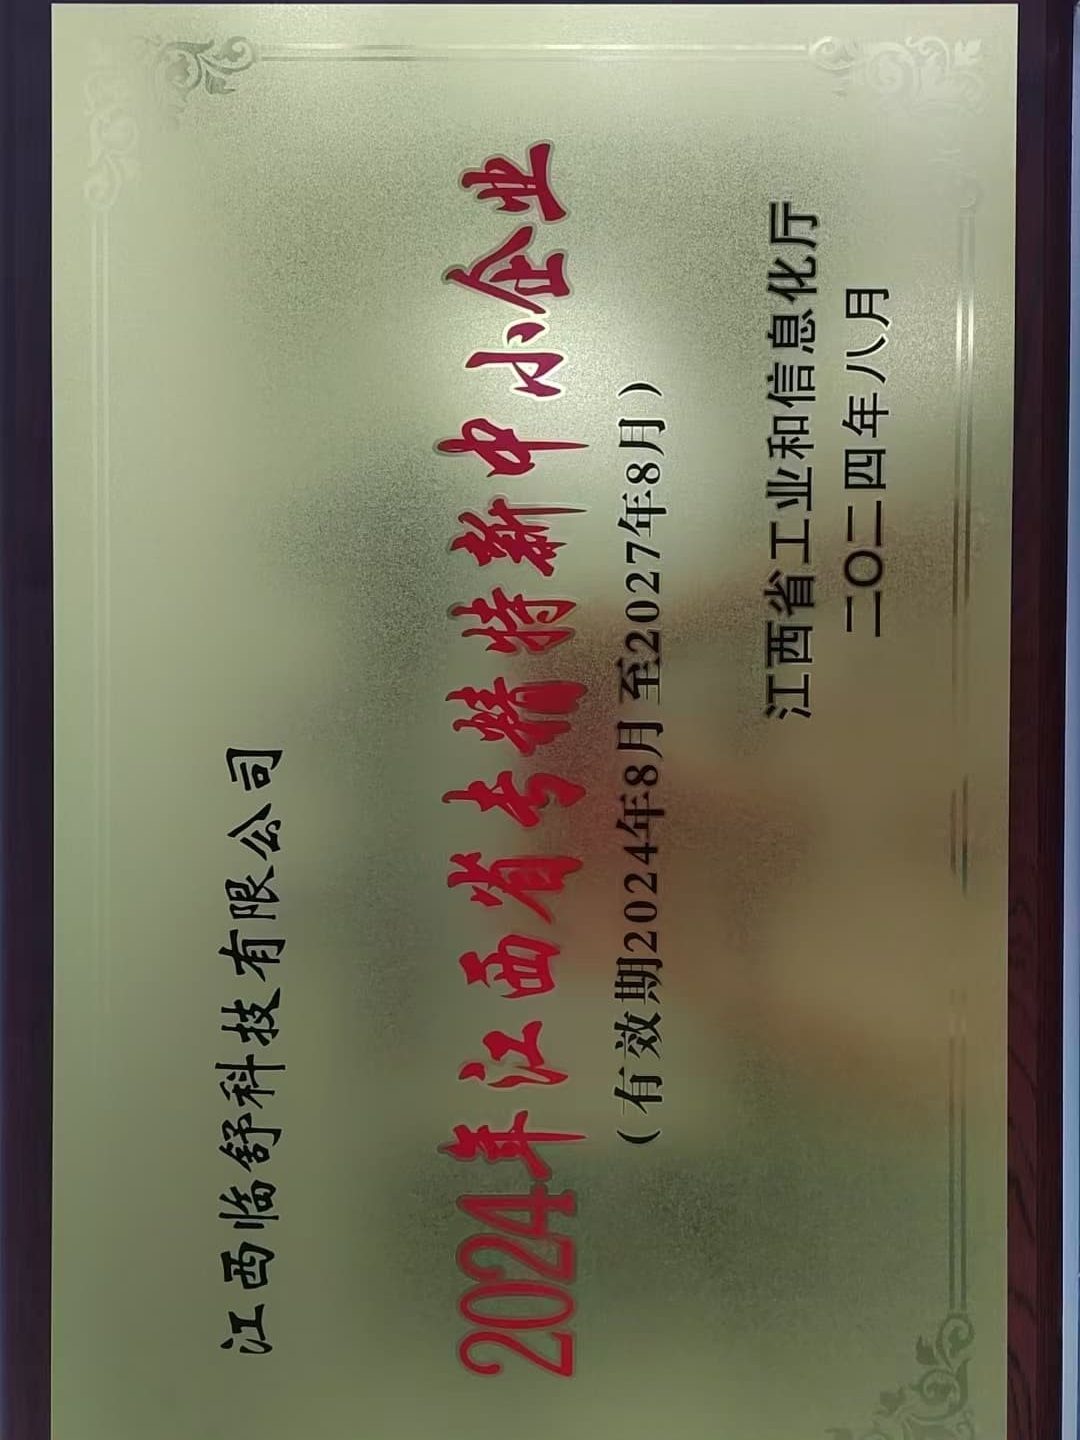 江西临舒科技有限公司
2024年江西省专精特新中小企业
（有效期2024年8月至2027年8月）
江西省工业和信息化厅
二〇二四年八月